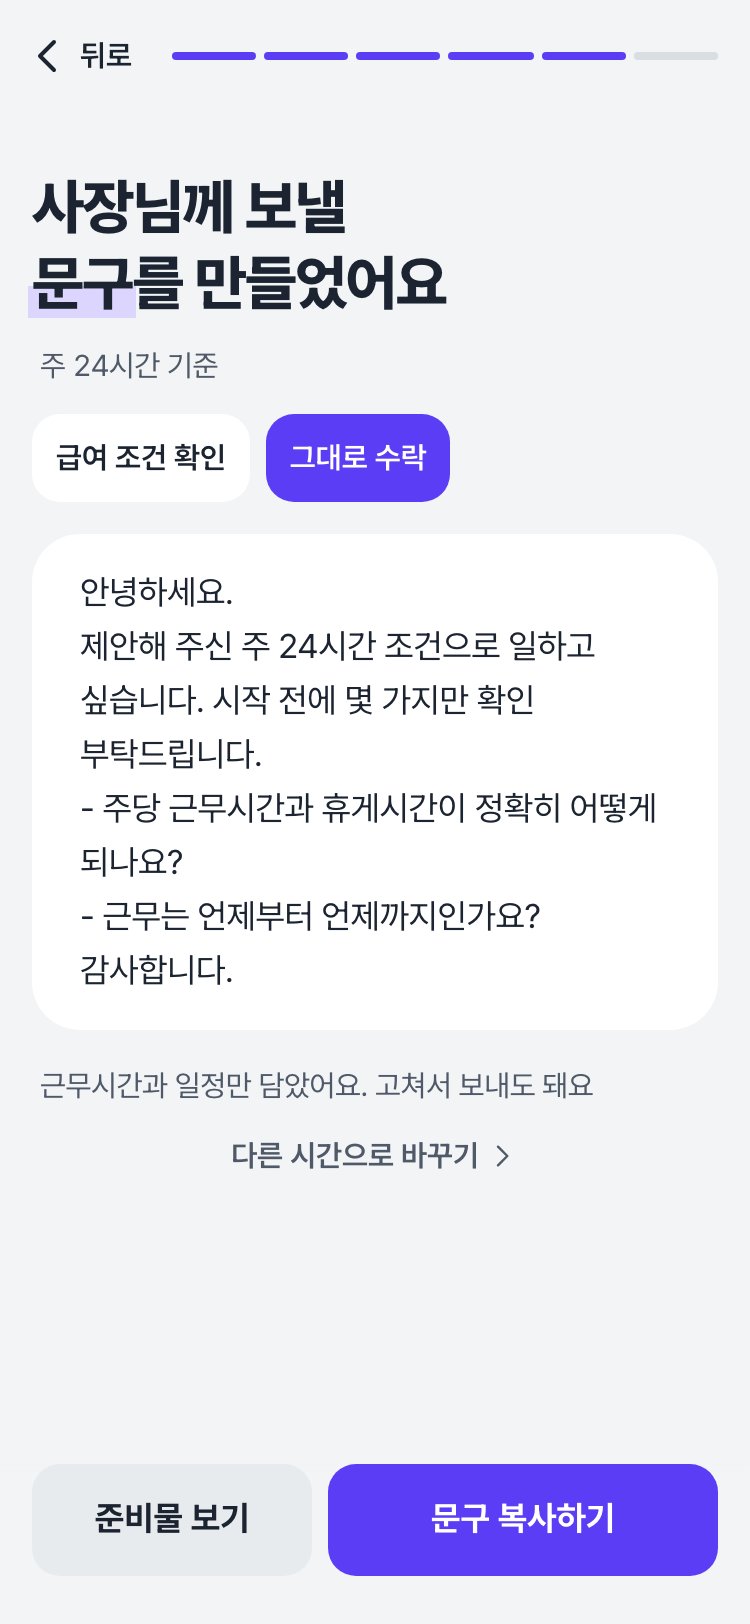 뒤로
사장님께 보낼
문구를 만들었어요
주 24시간 기준
급여 조건 확인
그대로 수락
안녕하세요.
제안해 주신 주 24시간 조건으로 일하고
싶습니다. 시작 전에 몇 가지만 확인
부탁드립니다.
- 주당 근무시간과 휴게시간이 정확히 어떻게
되나요?
- 근무는 언제부터 언제까지인가요?
감사합니다.
근무시간과 일정만 담았어요. 고쳐서 보내도 돼요
다른 시간으로 바꾸기
준비물 보기
문구 복사하기